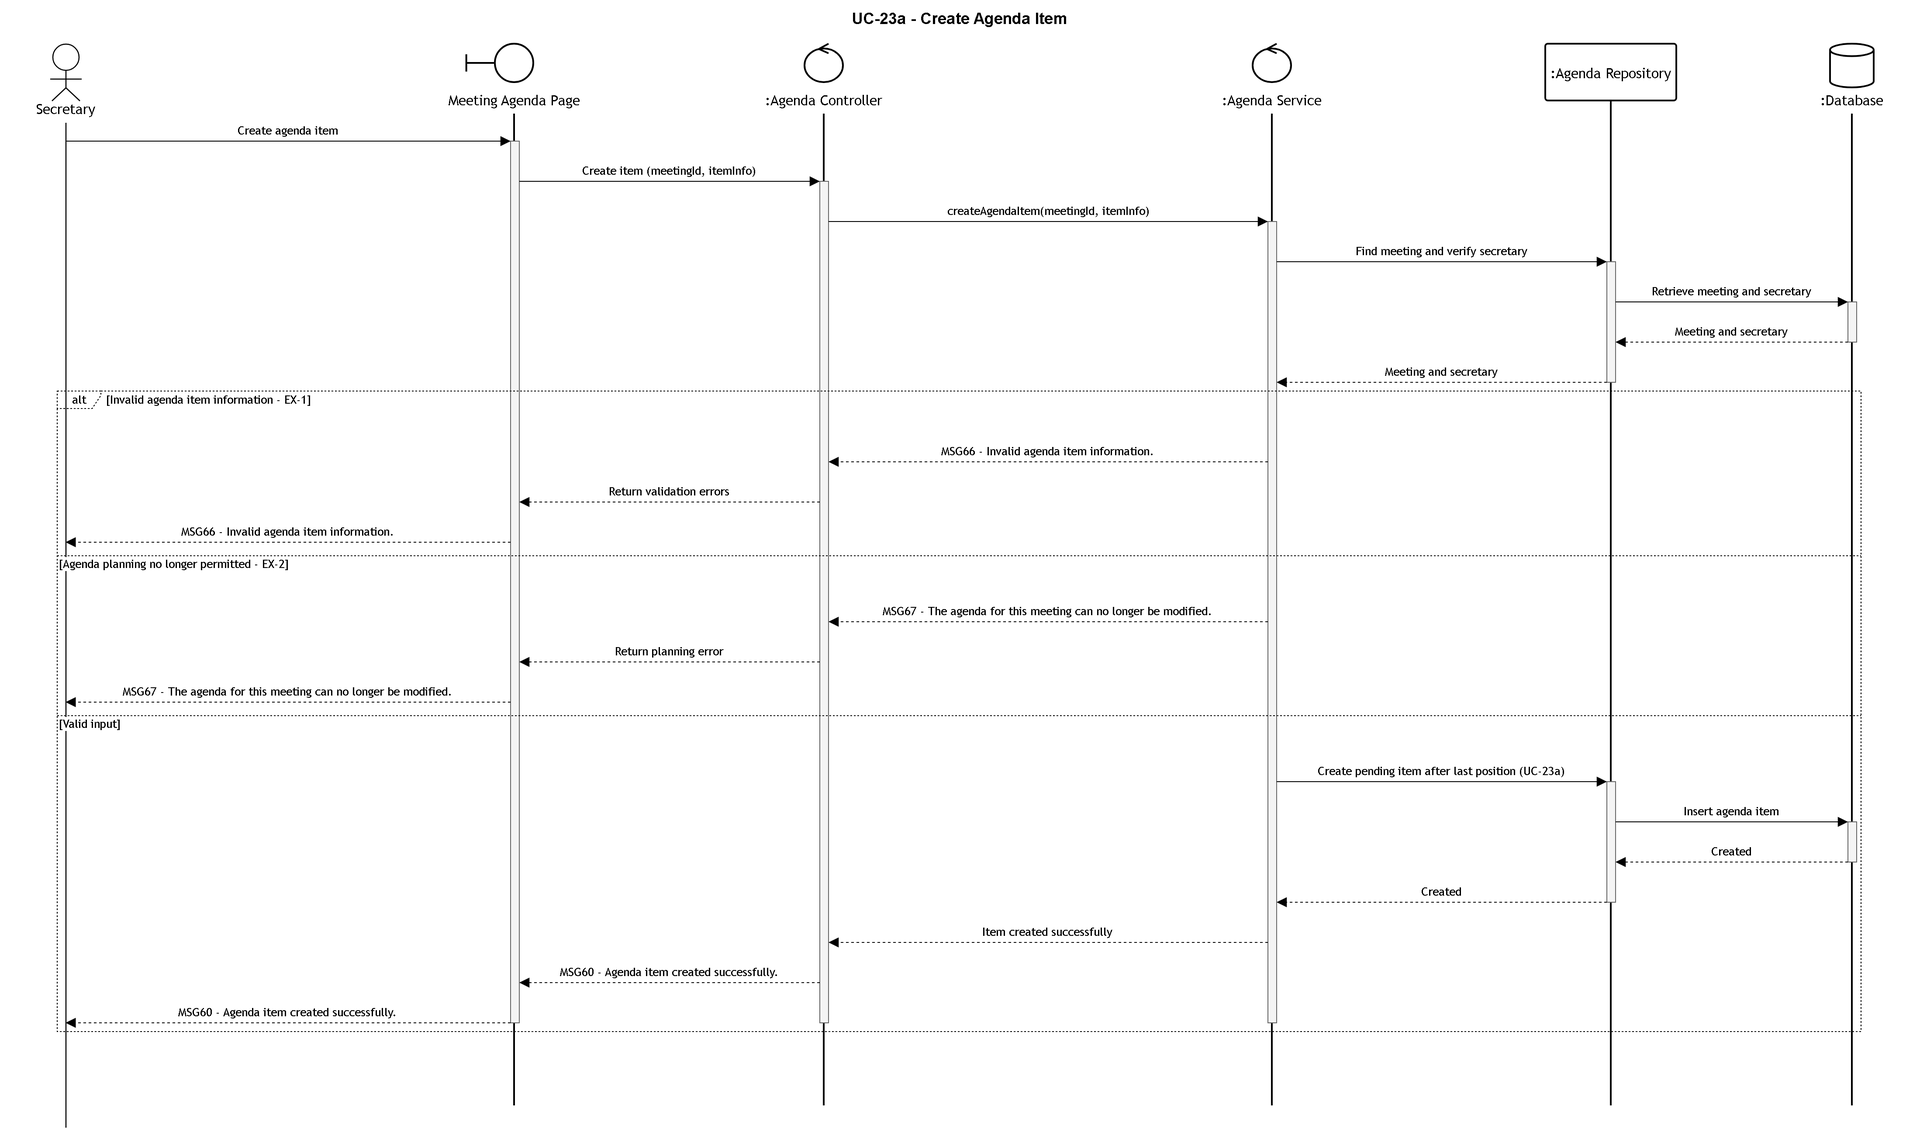 UC-23a - Create Agenda Item
Secretary
Meeting Agenda Page
:Agenda Controller
:Agenda Service
:Agenda Repository
:Database
Create agenda item
Create item (meetingId, itemInfo)
createAgendaItem(meetingId, itemInfo)
Find meeting and verify secretary
Retrieve meeting and secretary
Meeting and secretary
Meeting and secretary
alt
[Invalid agenda item information - EX-1]
MSG66 - Invalid agenda item information.
Return validation errors
MSG66 - Invalid agenda item information.
[Agenda planning no longer permitted - EX-2]
MSG67 - The agenda for this meeting can no longer be modified.
Return planning error
MSG67 - The agenda for this meeting can no longer be modified.
[Valid input]
Create pending item after last position (UC-23a)
Insert agenda item
Created
Created
Item created successfully
MSG60 - Agenda item created successfully.
MSG60 - Agenda item created successfully.